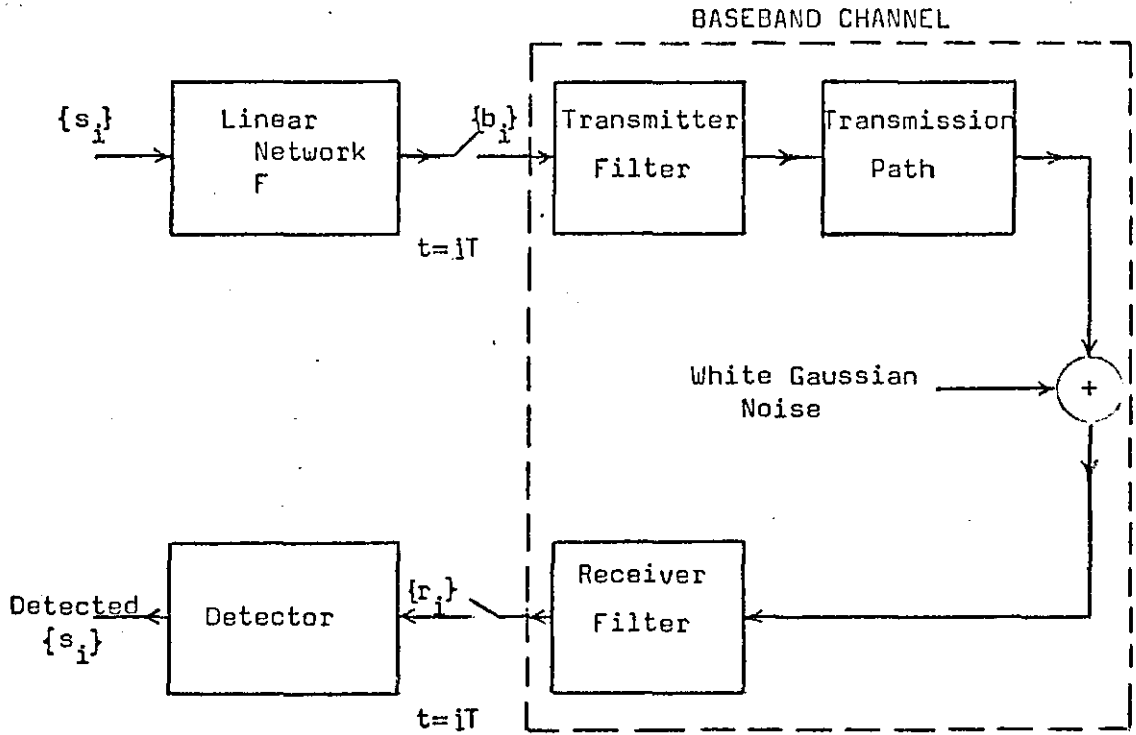 BASEBAND CHANNEL
{s_i}
Linear
Network
F
{b_i}
t=iT
Transmitter
Filter
Transmission
Path
White Gaussian
Noise
+
Receiver
Filter
{r_i}
t=iT
Detector
Detected
{s_i}